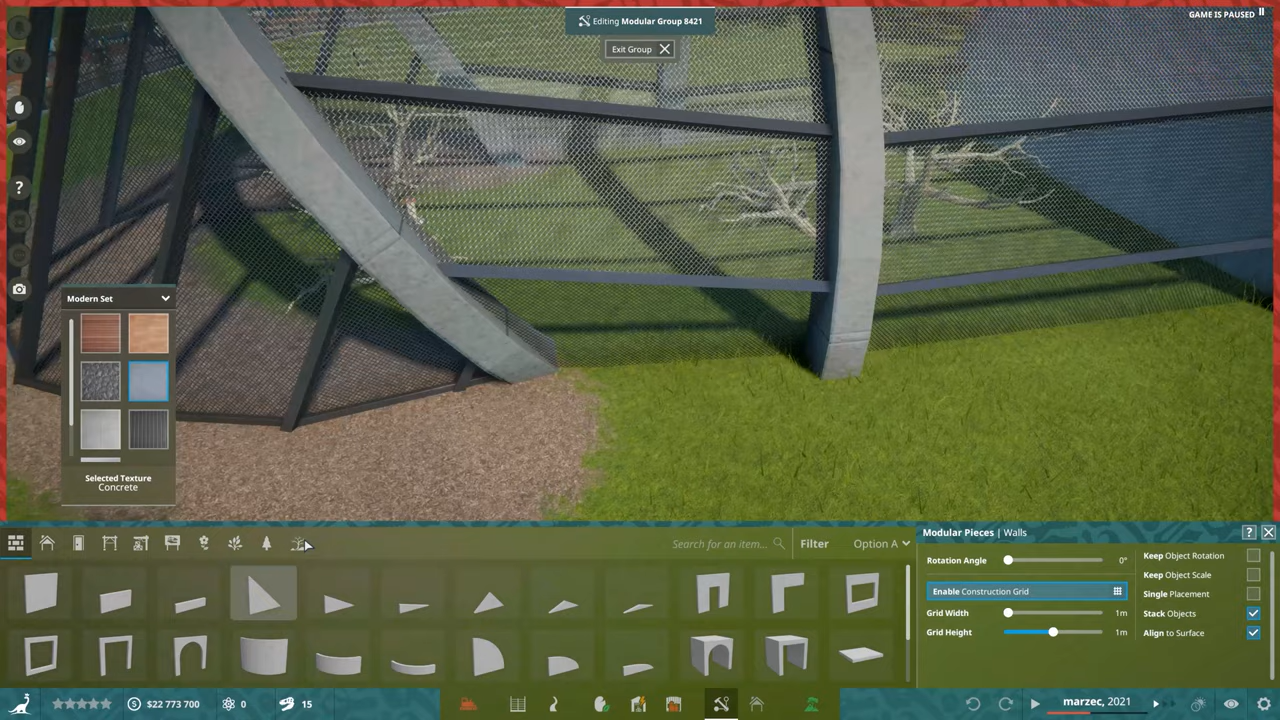 Editing Modular Group 8421
GAME IS PAUSED
Exit Group
?
Modern Set
Selected Texture
Concrete
Search for an item...
Filter
Option A
Modular Pieces | Walls
?
Rotation Angle
0°
Keep Object Rotation
Enable Construction Grid
Keep Object Scale
Single Placement
Grid Width
1m
Stack Objects
Grid Height
1m
Align to Surface
$22 773 700
0
15
marzec, 2021